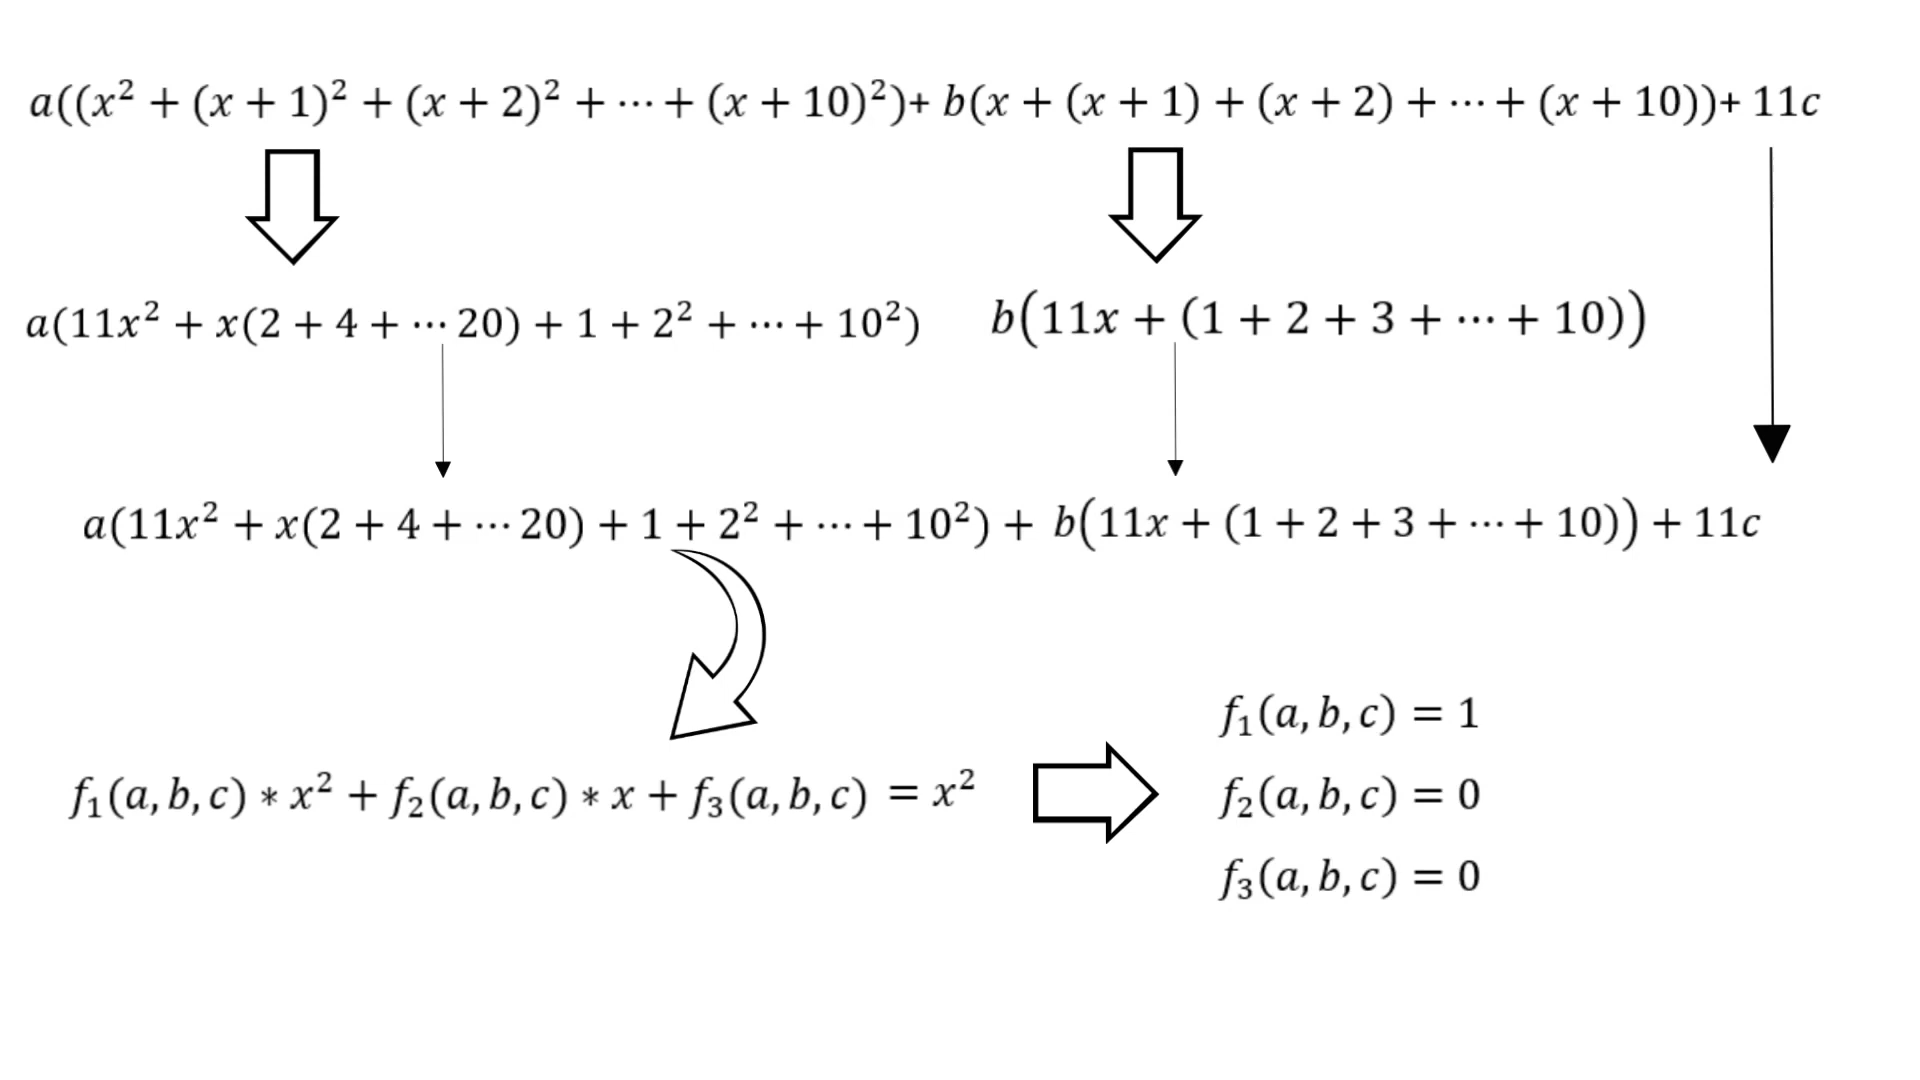 a((x² + (x + 1)² + (x + 2)² + ⋯ + (x + 10)²)+ b(x + (x + 1) + (x + 2) + ⋯ + (x + 10))+ 11c
a(11x² + x(2 + 4 + ⋯ 20) + 1 + 2² + ⋯ + 10²) b(11x + (1 + 2 + 3 + ⋯ + 10))
a(11x² + x(2 + 4 + ⋯ 20) + 1 + 2² + ⋯ + 10²) + b(11x + (1 + 2 + 3 + ⋯ + 10)) + 11c
f₁(a, b, c) ∗ x² + f₂(a, b, c) ∗ x + f₃(a, b, c) = x²
f₁(a, b, c) = 1
f₂(a, b, c) = 0
f₃(a, b, c) = 0